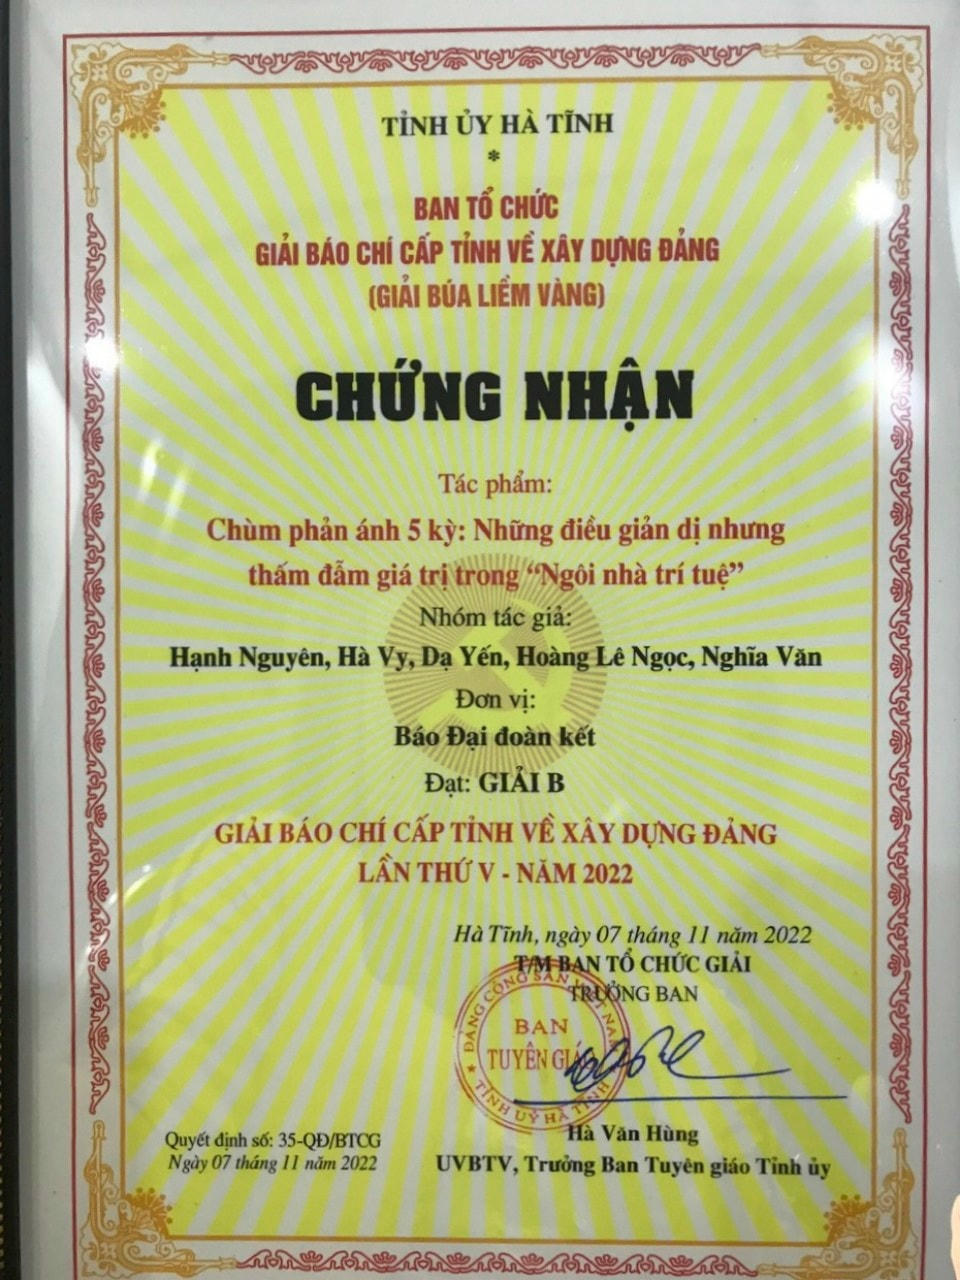 TỈNH ỦY HÀ TĨNH
*
BAN TỔ CHỨC
GIẢI BÁO CHÍ CẤP TỈNH VỀ XÂY DỰNG ĐẢNG
(GIẢI BÚA LIỀM VÀNG)
CHỨNG NHẬN
Tác phẩm:
Chùm phản ánh 5 kỳ: Những điều giản dị nhưng
thấm đẫm giá trị trong “Ngôi nhà trí tuệ”
Nhóm tác giả:
Hạnh Nguyên, Hà Vy, Dạ Yến, Hoàng Lê Ngọc, Nghĩa Văn
Đơn vị:
Báo Đại đoàn kết
Đạt: GIẢI B
GIẢI BÁO CHÍ CẤP TỈNH VỀ XÂY DỰNG ĐẢNG
LẦN THỨ V - NĂM 2022
Hà Tĩnh, ngày 07 tháng 11 năm 2022
T/M BAN TỔ CHỨC GIẢI
TRƯỞNG BAN
ĐẢNG CỘNG SẢN VIỆT NAM
BAN
TUYÊN GIÁO
TỈNH UỶ HÀ TĨNH
Hà Văn Hùng
UVBTV, Trưởng Ban Tuyên giáo Tỉnh ủy
Quyết định số: 35-QĐ/BTCG
Ngày 07 tháng 11 năm 2022